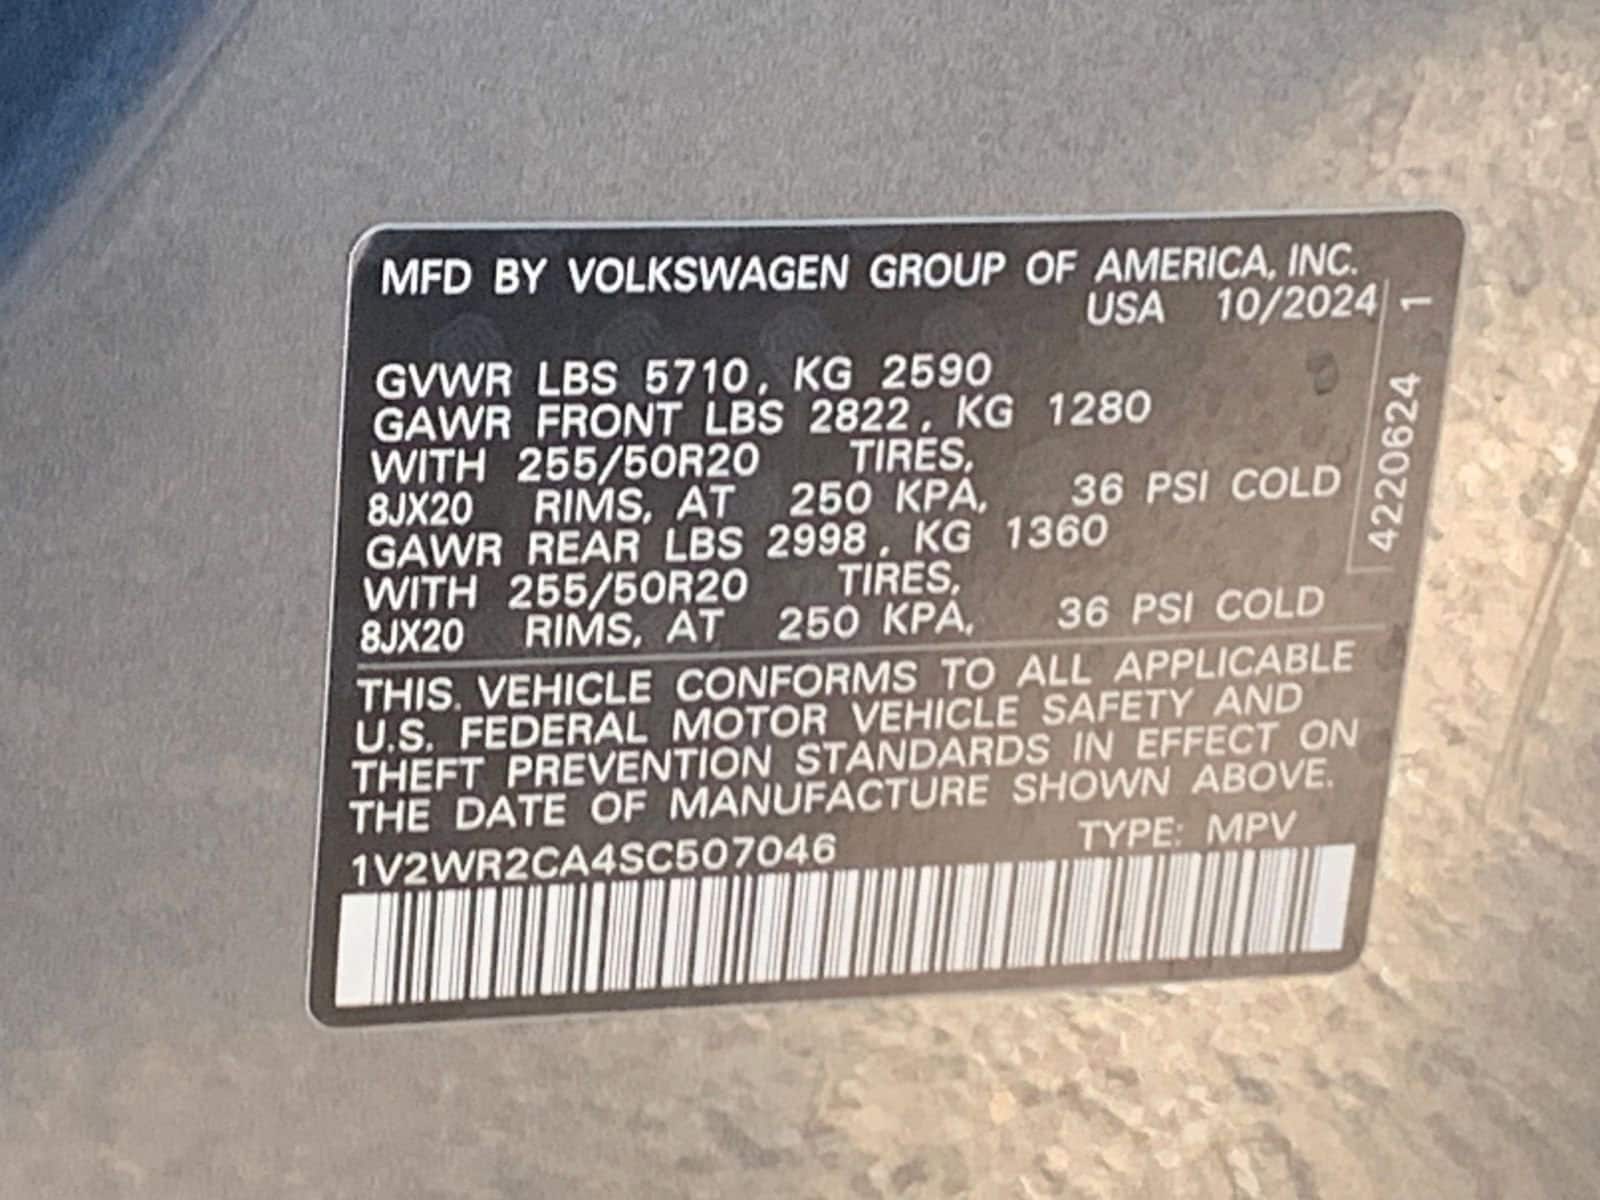 MFD BY VOLKSWAGEN GROUP OF AMERICA, INC.
USA 10/2024
GVWR LBS 5710, KG 2590
GAWR FRONT LBS 2822, KG 1280
WITH 255/50R20 TIRES,
8JX20 RIMS, AT 250 KPA, 36 PSI COLD
GAWR REAR LBS 2998, KG 1360
WITH 255/50R20 TIRES,
8JX20 RIMS, AT 250 KPA, 36 PSI COLD
THIS. VEHICLE CONFORMS TO ALL APPLICABLE
U.S. FEDERAL MOTOR VEHICLE SAFETY AND
THEFT PREVENTION STANDARDS IN EFFECT ON
THE DATE OF MANUFACTURE SHOWN ABOVE.
1V2WR2CA4SC507046 TYPE: MPV
4220624 1